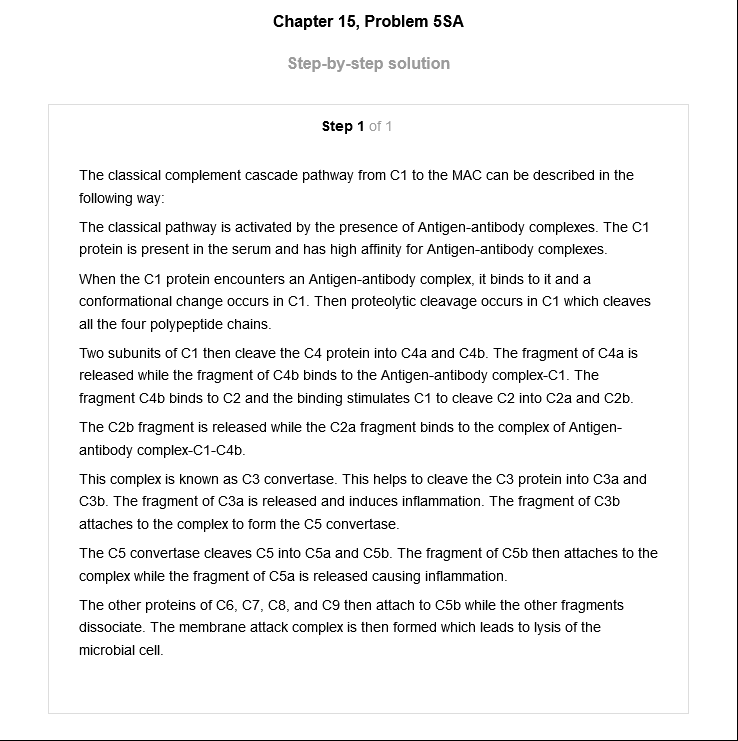 Chapter 15, Problem 5SA
Step-by-step solution
Step 1 of 1
The classical complement cascade pathway from C1 to the MAC can be described in the
following way:
The classical pathway is activated by the presence of Antigen-antibody complexes. The C1
protein is present in the serum and has high affinity for Antigen-antibody complexes.
When the C1 protein encounters an Antigen-antibody complex, it binds to it and a
conformational change occurs in C1. Then proteolytic cleavage occurs in C1 which cleaves
all the four polypeptide chains.
Two subunits of C1 then cleave the C4 protein into C4a and C4b. The fragment of C4a is
released while the fragment of C4b binds to the Antigen-antibody complex-C1. The
fragment C4b binds to C2 and the binding stimulates C1 to cleave C2 into C2a and C2b.
The C2b fragment is released while the C2a fragment binds to the complex of Antigen-
antibody complex-C1-C4b.
This complex is known as C3 convertase. This helps to cleave the C3 protein into C3a and
C3b. The fragment of C3a is released and induces inflammation. The fragment of C3b
attaches to the complex to form the C5 convertase.
The C5 convertase cleaves C5 into C5a and C5b. The fragment of C5b then attaches to the
complex while the fragment of C5a is released causing inflammation.
The other proteins of C6, C7, C8, and C9 then attach to C5b while the other fragments
dissociate. The membrane attack complex is then formed which leads to lysis of the
microbial cell.